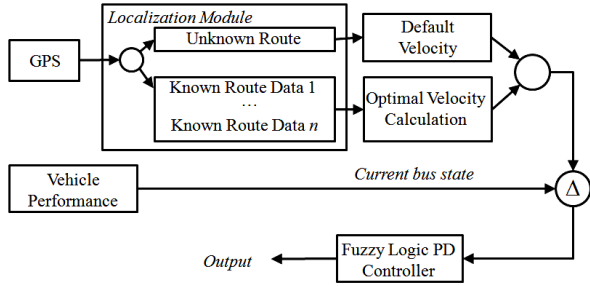 Localization Module
Unknown Route
Default
Velocity
GPS
Known Route Data 1
...
Known Route Data n
Optimal Velocity
Calculation
Vehicle
Performance
Current bus state
Δ
Output
Fuzzy Logic PD
Controller